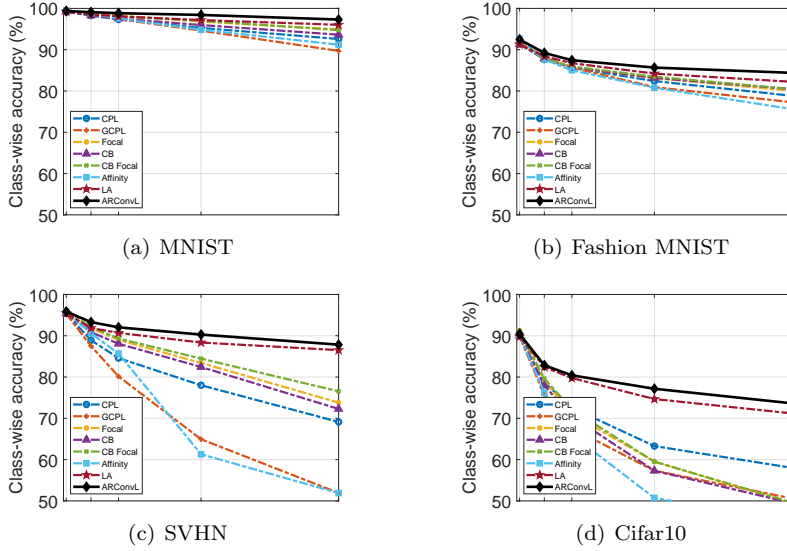 100
90
80
70
60
50
Class-wise accuracy (%)
CPL
GCPL
Focal
CB
CB Focal
Affinity
LA
ARConvL
(a) MNIST
100
90
80
70
60
50
Class-wise accuracy (%)
CPL
GCPL
Focal
CB
CB Focal
Affinity
LA
ARConvL
(b) Fashion MNIST
100
90
80
70
60
50
Class-wise accuracy (%)
CPL
GCPL
Focal
CB
CB Focal
Affinity
LA
ARConvL
(c) SVHN
100
90
80
70
60
50
Class-wise accuracy (%)
CPL
GCPL
Focal
CB
CB Focal
Affinity
LA
ARConvL
(d) Cifar10